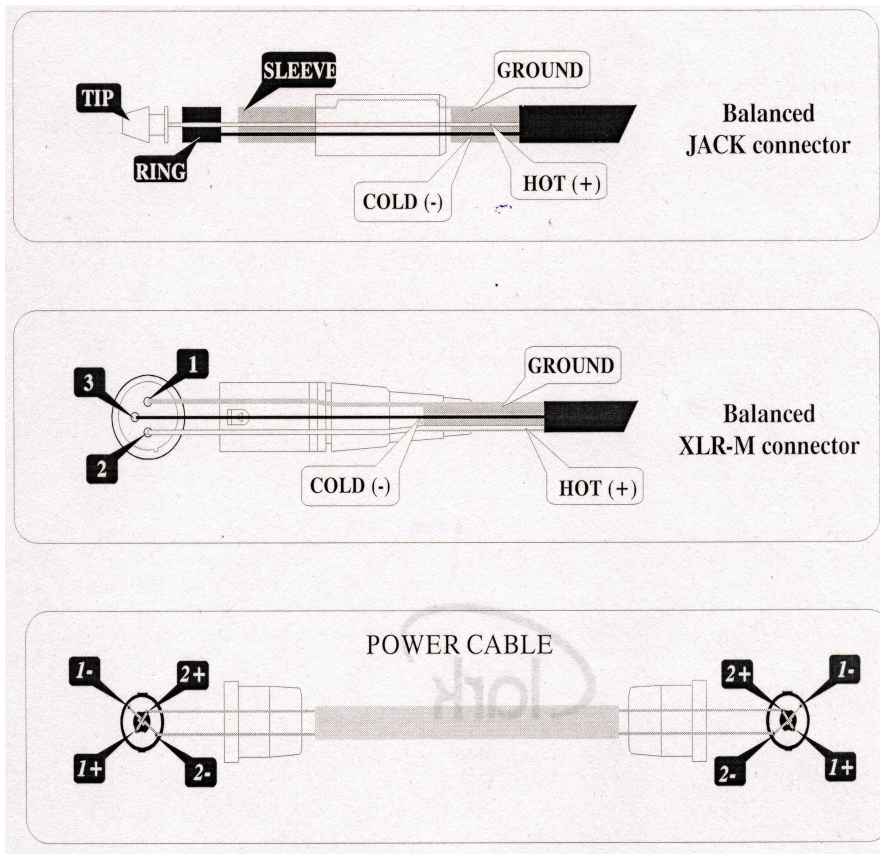 SLEEVE
GROUND
TIP
Balanced
JACK connector
RING
HOT (+)
COLD (-)
1
GROUND
3
Balanced
XLR-M connector
2
COLD (-)
HOT (+)
POWER CABLE
1-
2+
2+
1-
Clark
1+
2-
2-
1+